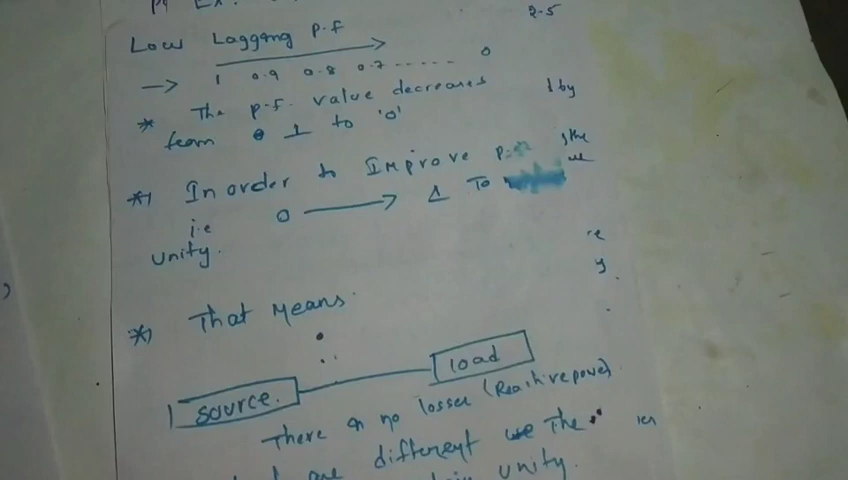 Low Lagging p.f
→ 1 0.9 0.8 0.7 ...... 0
* The p.f. value decreases
from 1 to '0'
* In order to Improve
i.e 0 → 1 To
unity.
* That Means.
source. load
There no losses (Reactive power)
are different use The
unity.
2-5
d by